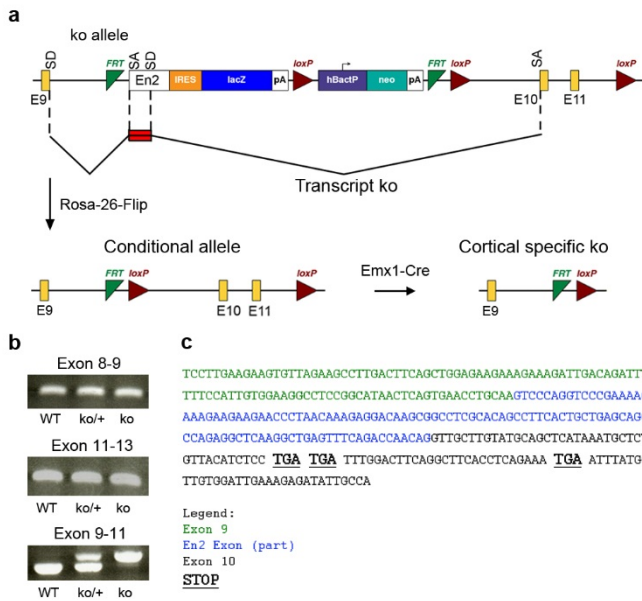 a
ko allele
SD
FRT
SA
SD
En2
IRES
lacZ
pA
loxP
hBactP
neo
pA
FRT
loxP
SA
loxP
E9
E10
E11
Transcript ko
Rosa-26-Flip
Conditional allele
Cortical specific ko
FRT
loxP
loxP
Emx1-Cre
FRT
loxP
E9
E10
E11
E9
b
Exon 8-9
WT
ko/+
ko
Exon 11-13
WT
ko/+
ko
Exon 9-11
WT
ko/+
ko
c
TCCTTGAAGAAGTGTTAGAAGCCTTGACTTCAGCTGGAGAAGAAAGAAAGATTGACAGATTT
TTTCCATTGTGGAAGGCCTCCGGCATAACTCAGTGAACCTGCAAGTCCCAGGTCCCGAAAAC
AAAGAAGAAGAACCCTAACAAAGAGGACAAGCGGCCTCGCACAGCCTTCACTGCTGAGCAGC
CCAGAGGCTCAAGGCTGAGTTTCAGACCAACAGGTTGCTTGTATGCAGCTCATAAATGCTCT
GTTACATCTCC TGA TGA TTTGGACTTCAGGCTTCACCTCAGAAA TGA ATTTATG
TTGTGGATTGAAAGAGATATTGCCA
Legend:
Exon 9
En2 Exon (part)
Exon 10
STOP